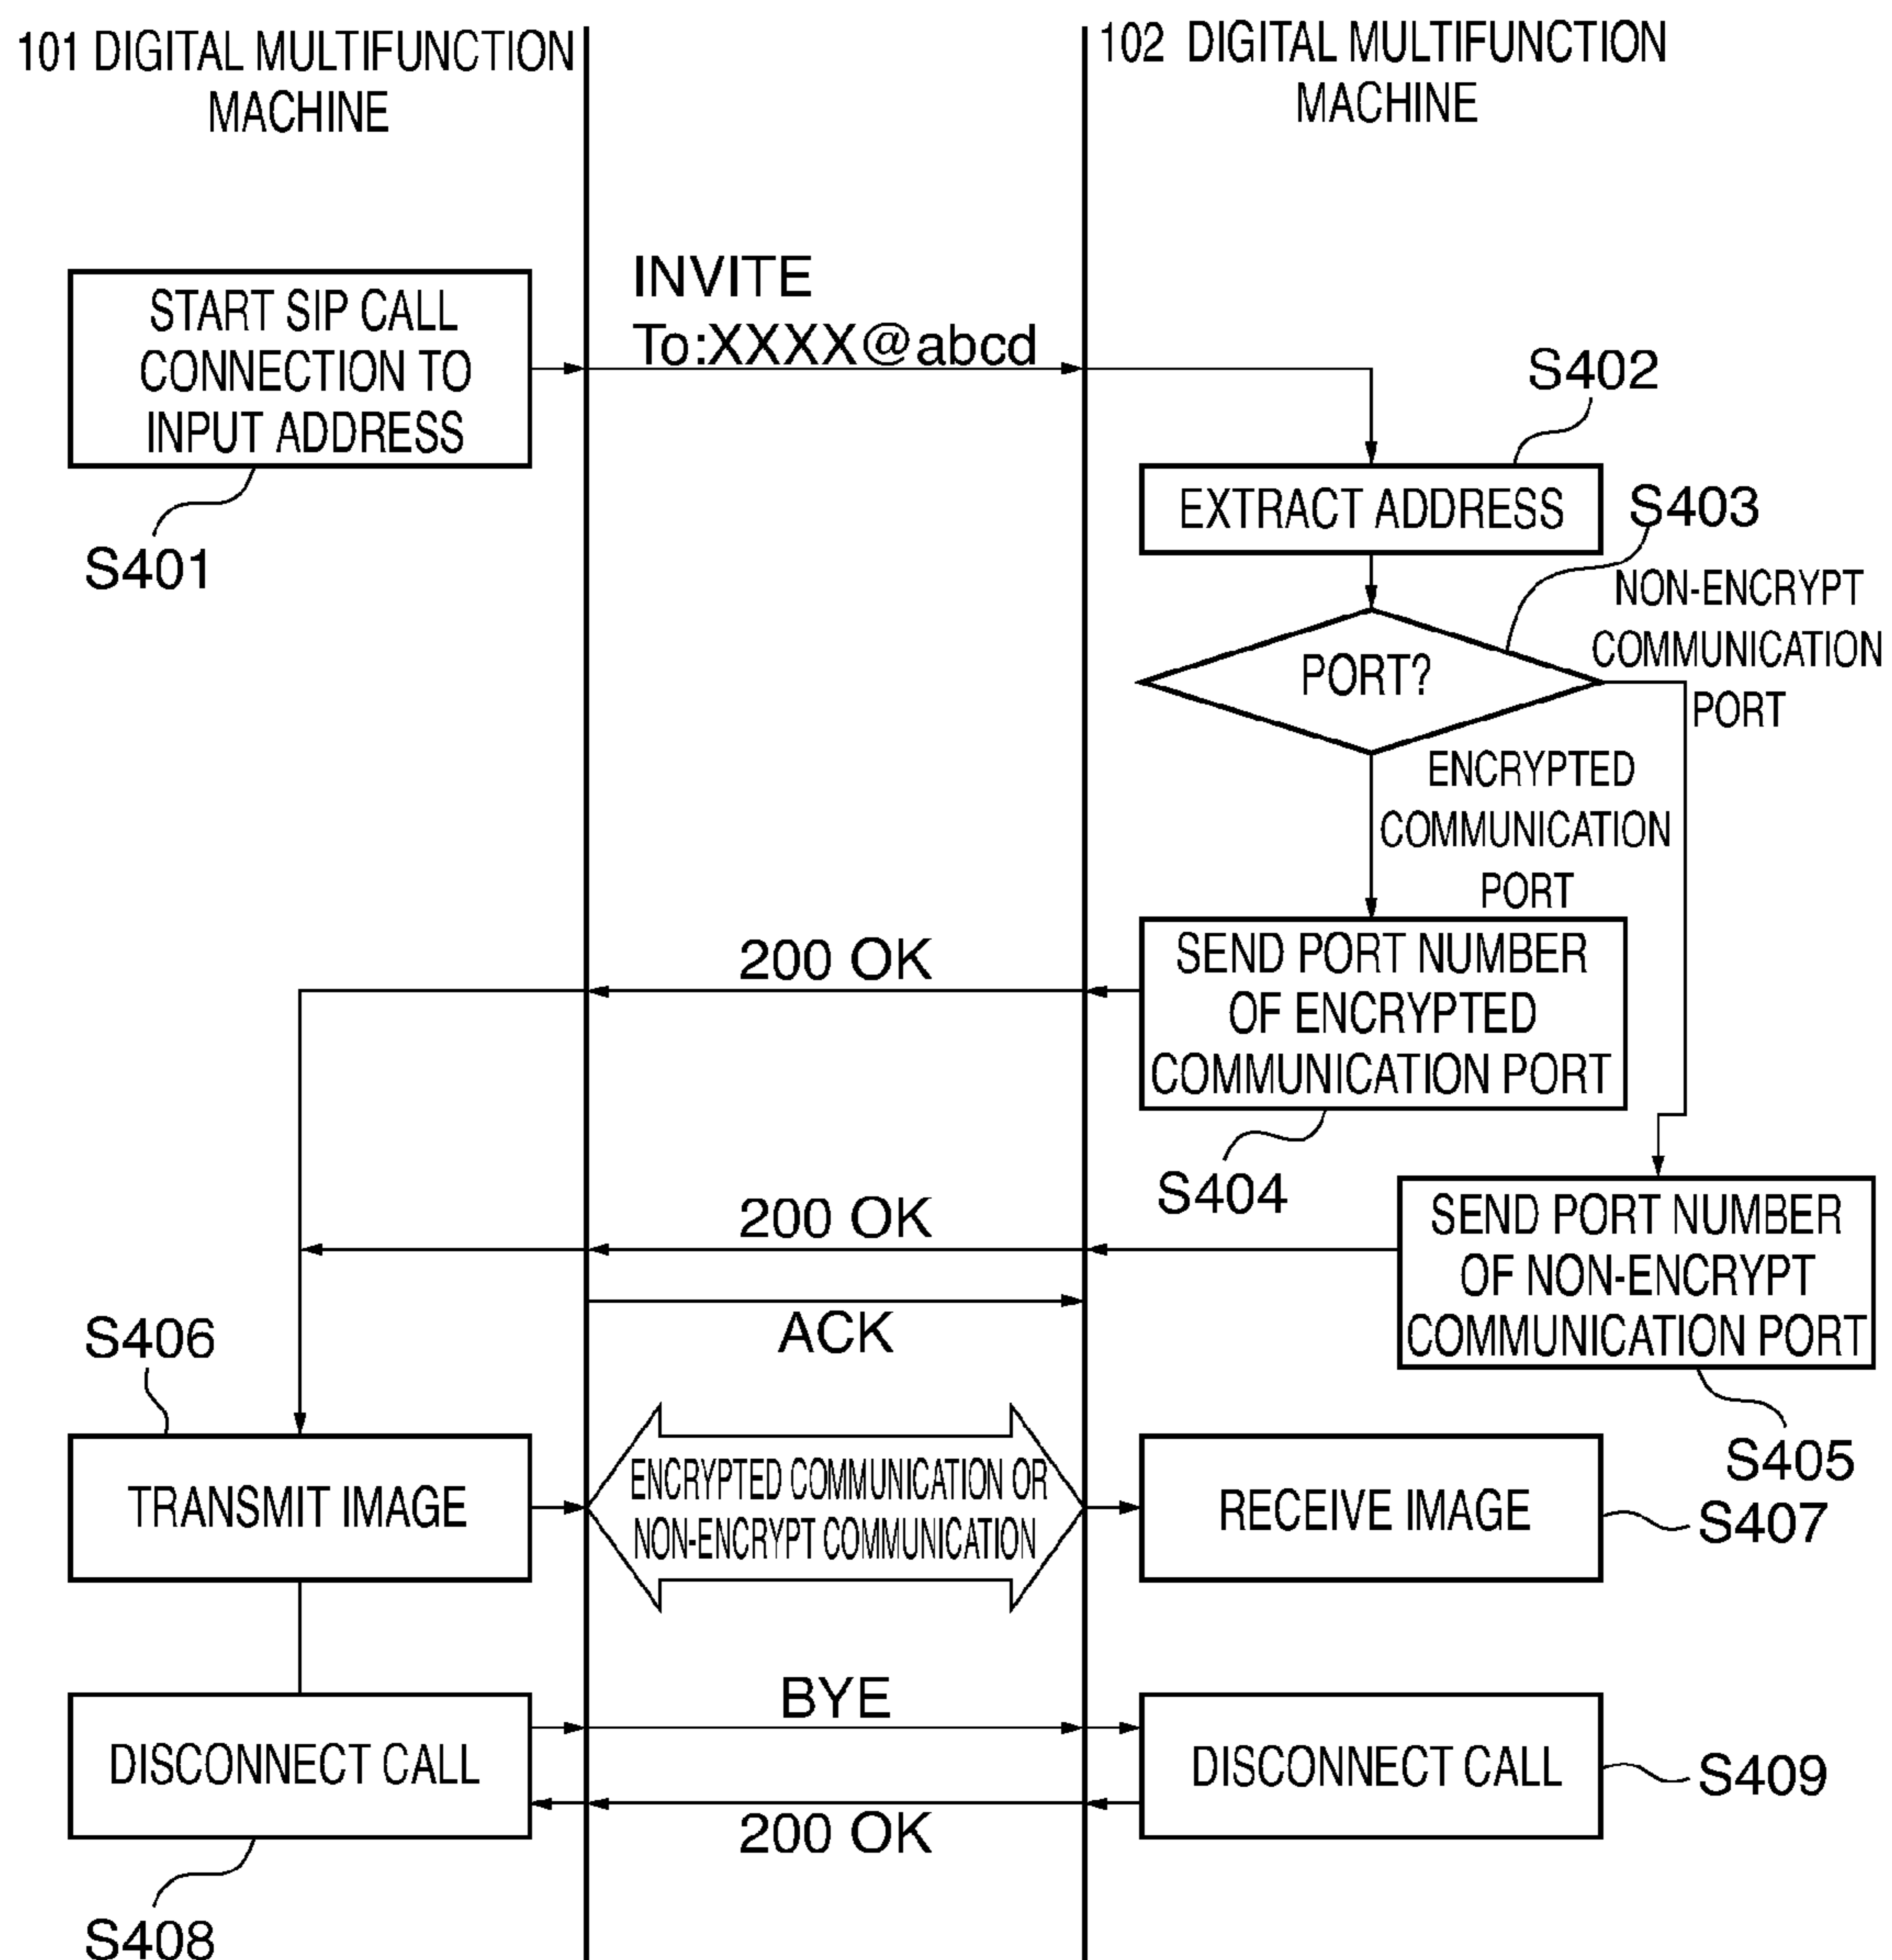 101 DIGITAL MULTIFUNCTION
MACHINE
102 DIGITAL MULTIFUNCTION
MACHINE
START SIP CALL
CONNECTION TO
INPUT ADDRESS
S401
INVITE
To:XXXX@abcd
S402
EXTRACT ADDRESS
S403
PORT?
NON-ENCRYPT
COMMUNICATION
PORT
ENCRYPTED
COMMUNICATION
PORT
200 OK
SEND PORT NUMBER
OF ENCRYPTED
COMMUNICATION PORT
S404
200 OK
SEND PORT NUMBER
OF NON-ENCRYPT
COMMUNICATION PORT
S405
ACK
S406
TRANSMIT IMAGE
ENCRYPTED COMMUNICATION OR
NON-ENCRYPT COMMUNICATION
RECEIVE IMAGE
S407
BYE
DISCONNECT CALL
DISCONNECT CALL
S409
200 OK
S408